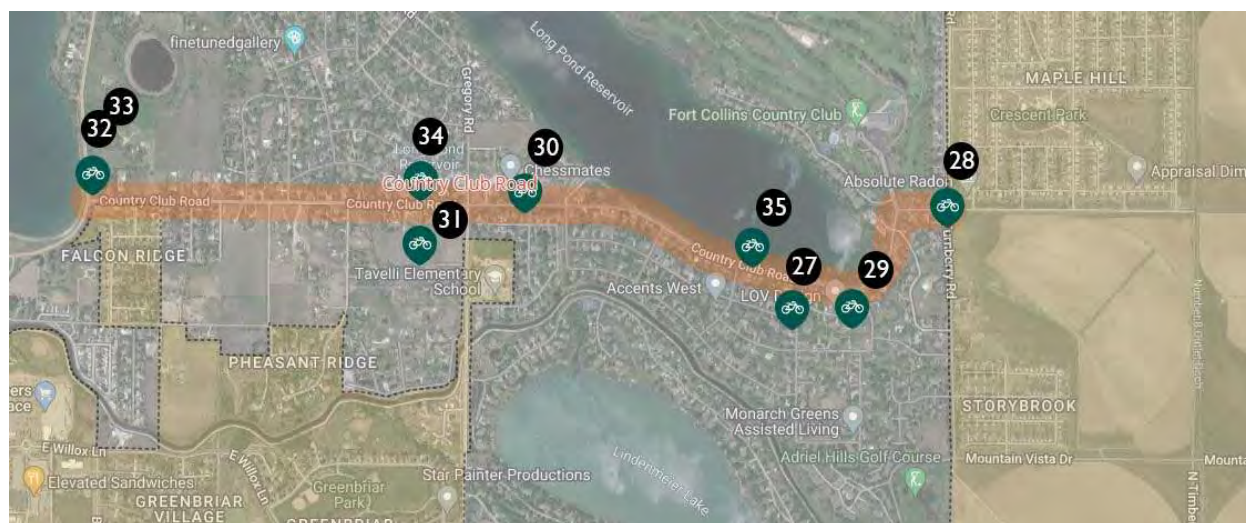 finetunedgallery
Long Pond Reservoir
Gregory Rd
MAPLE HILL
Crescent Park
Fort Collins Country Club
33
32
34
30
28
Chessmates
Absolute Radon
Appraisal Dim
Country Club Road
Country Club Road
31
35
Country Club Road
FALCON RIDGE
Tavelli Elementary
School
Accents West
27
29
PHEASANT RIDGE
STORYBROOK
Monarch Greens
Assisted Living
E Willox Ln
E Willox Ln
Mountain Vista Dr
Elevated Sandwiches
Star Painter Productions
Lindenmeier Lake
Adriel Hills Golf Course
GREENBRIAR
VILLAGE
Greenbriar
Park